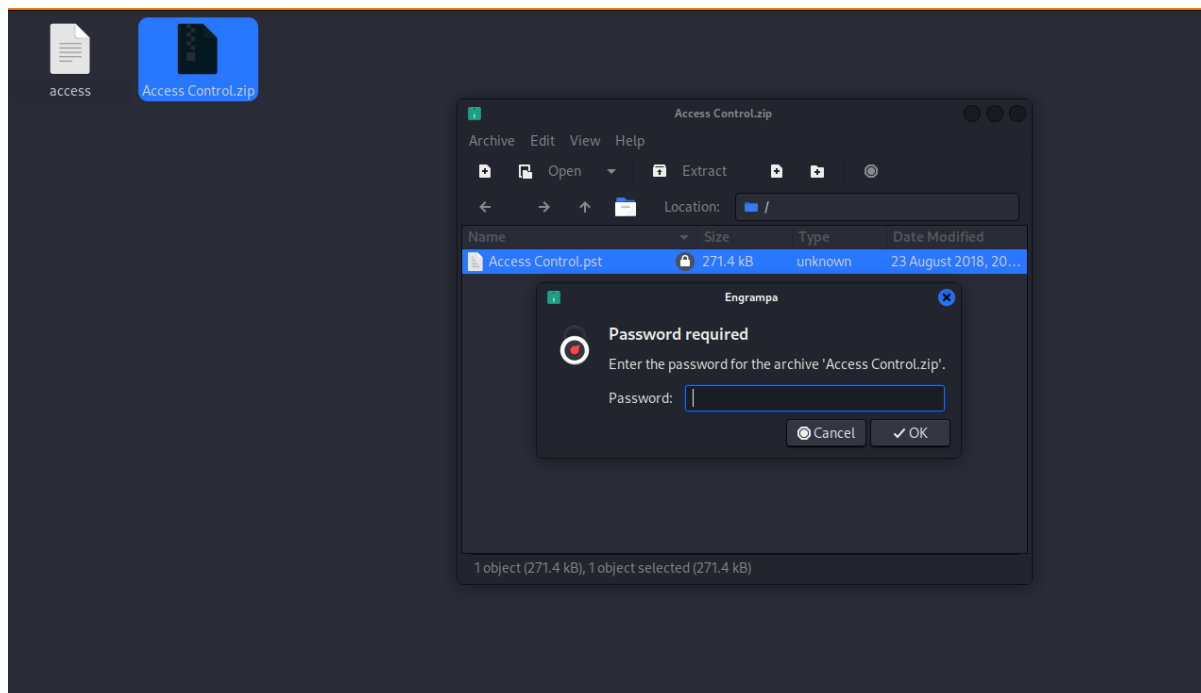 access
Access Control.zip
Access Control.zip
Archive Edit View Help
Open Extract
Location: /
Name Size Type Date Modified
Access Control.pst 271.4 kB unknown 23 August 2018, 20...
Engrampa
Password required
Enter the password for the archive 'Access Control.zip'.
Password:
Cancel OK
1 object (271.4 kB), 1 object selected (271.4 kB)